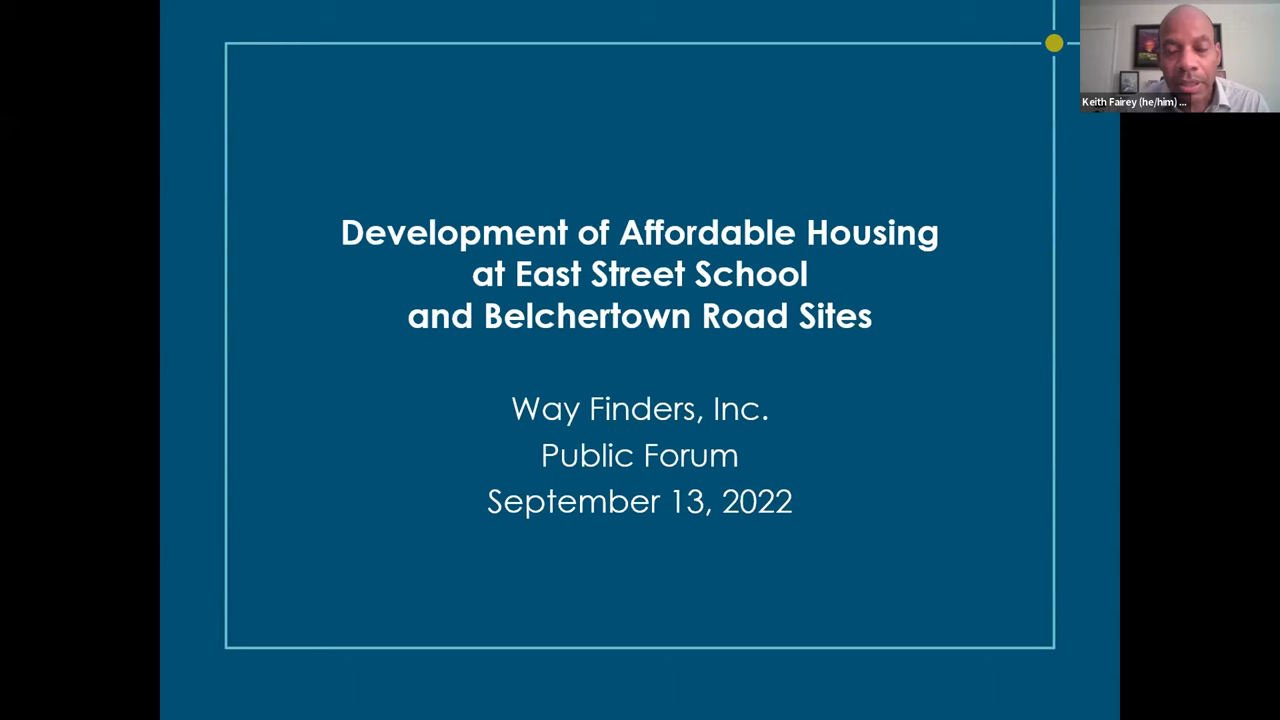 Development of Affordable Housing
at East Street School
and Belchertown Road Sites
Way Finders, Inc.
Public Forum
September 13, 2022
Keith Fairey (he/him) ...